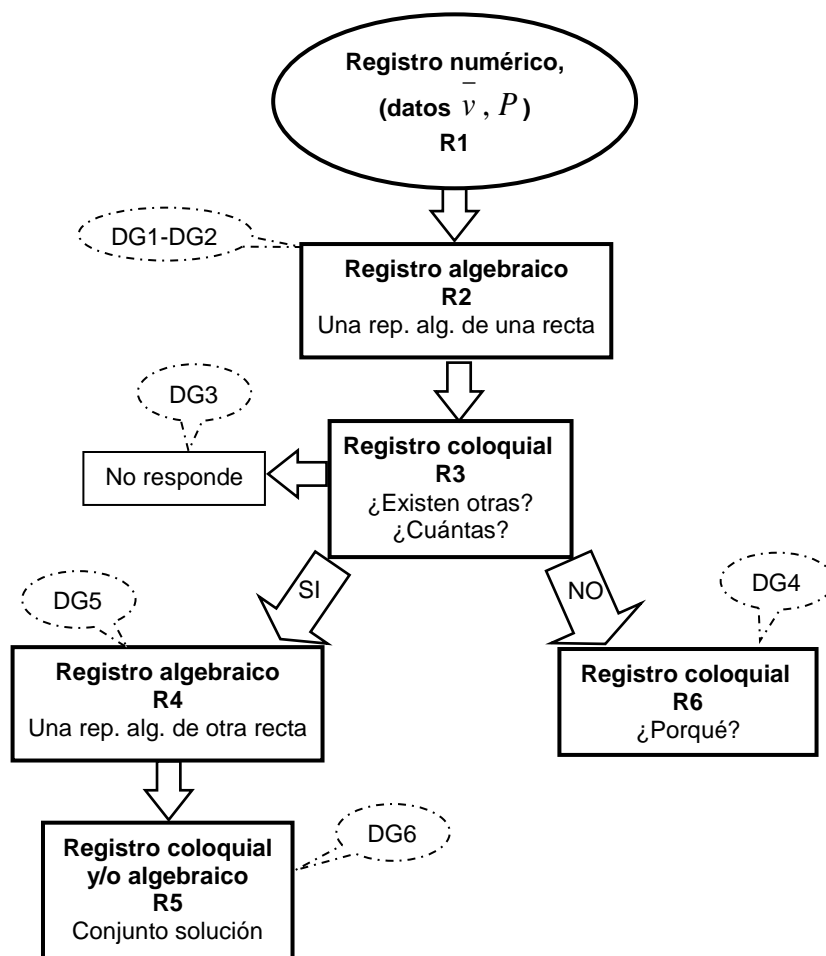 Registro numérico,
(datos v̄ , P )
R1
DG1-DG2
Registro algebraico
R2
Una rep. alg. de una recta
DG3
No responde
Registro coloquial
R3
¿Existen otras?
¿Cuántas?
SI
NO
DG5
DG4
Registro algebraico
R4
Una rep. alg. de otra recta
Registro coloquial
R6
¿Porqué?
Registro coloquial
y/o algebraico
R5
Conjunto solución
DG6